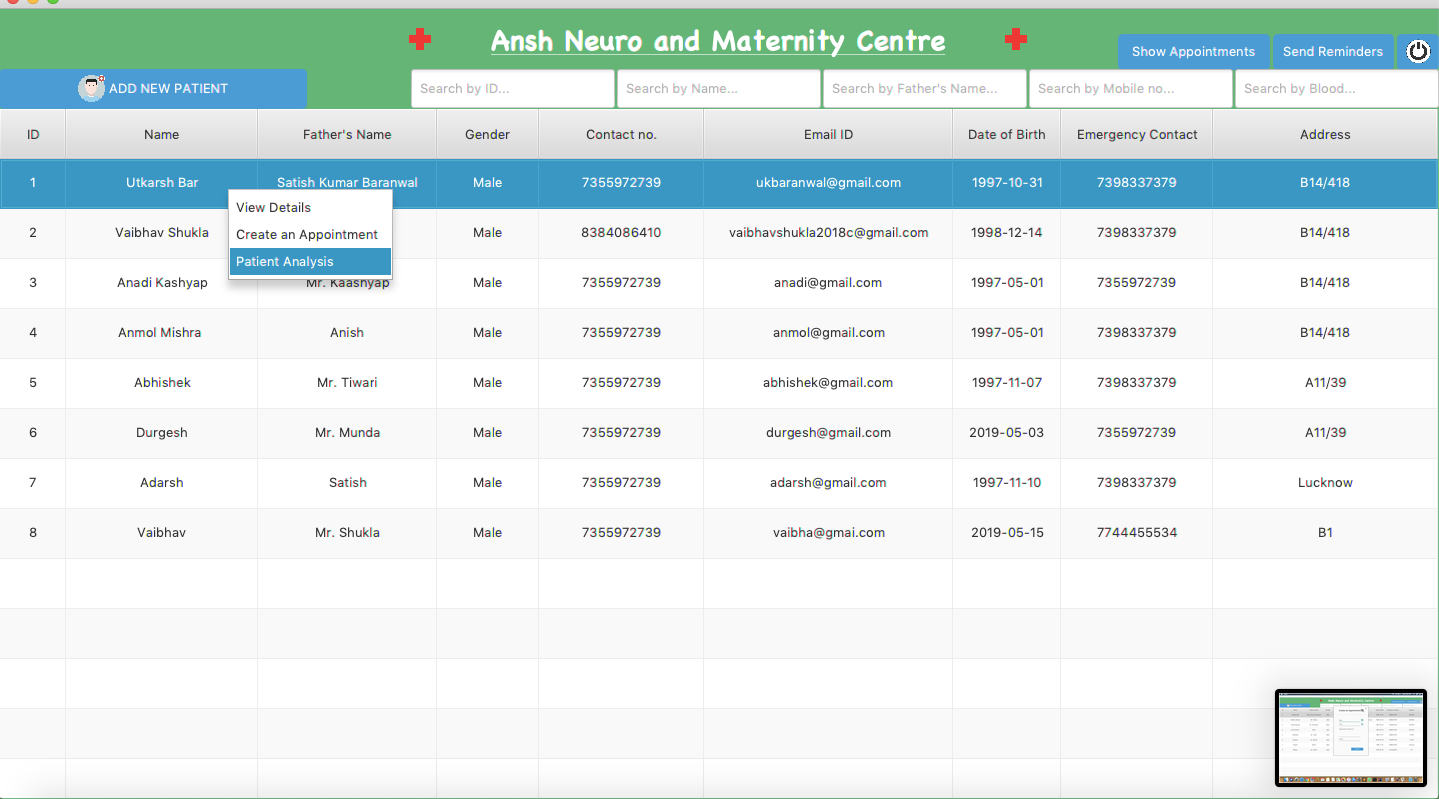 Ansh Neuro and Maternity Centre
Show Appointments Send Reminders
ADD NEW PATIENT Search by ID... Search by Name... Search by Father's Name... Search by Mobile no... Search by Blood...
ID Name Father's Name Gender Contact no. Email ID Date of Birth Emergency Contact Address
1 Utkarsh Bar Satish Kumar Baranwal Male 7355972739 ukbaranwal@gmail.com 1997-10-31 7398337379 B14/418
View Details
2 Vaibhav Shukla Male 8384086410 vaibhavshukla2018c@gmail.com 1998-12-14 7398337379 B14/418
Create an Appointment
Patient Analysis
3 Anadi Kashyap Mr. Kaashyap Male 7355972739 anadi@gmail.com 1997-05-01 7355972739 B14/418
4 Anmol Mishra Anish Male 7355972739 anmol@gmail.com 1997-05-01 7398337379 B14/418
5 Abhishek Mr. Tiwari Male 7355972739 abhishek@gmail.com 1997-11-07 7398337379 A11/39
6 Durgesh Mr. Munda Male 7355972739 durgesh@gmail.com 2019-05-03 7355972739 A11/39
7 Adarsh Satish Male 7355972739 adarsh@gmail.com 1997-11-10 7398337379 Lucknow
8 Vaibhav Mr. Shukla Male 7355972739 vaibha@gmai.com 2019-05-15 7744455534 B1